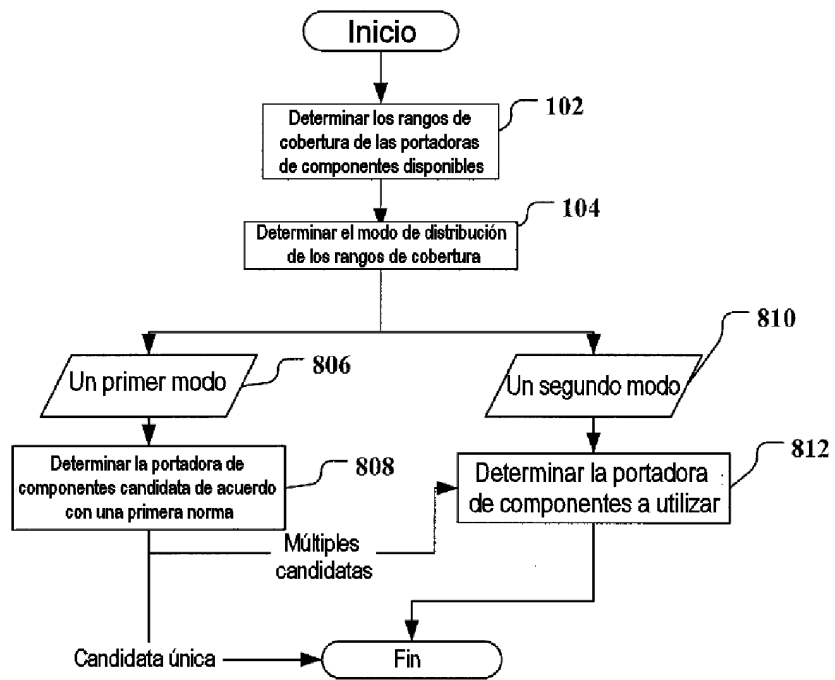 Inicio
102
Determinar los rangos de
cobertura de las portadoras
de componentes disponibles
104
Determinar el modo de distribución
de los rangos de cobertura
Un primer modo
806
Un segundo modo
810
Determinar la portadora de
componentes candidata de acuerdo
con una primera norma
808
Determinar la portadora
de componentes a utilizar
812
Múltiples
candidatas
Candidata única
Fin